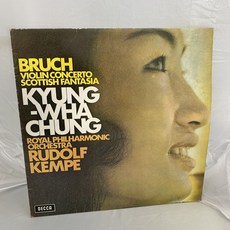 BRUCH
VIOLIN CONCERTO
SCOTTISH FANTASIA
KYUNG
-WHA
CHUNG
ROYAL PHILHARMONIC
ORCHESTRA
RUDOLF
KEMPE
DECCA